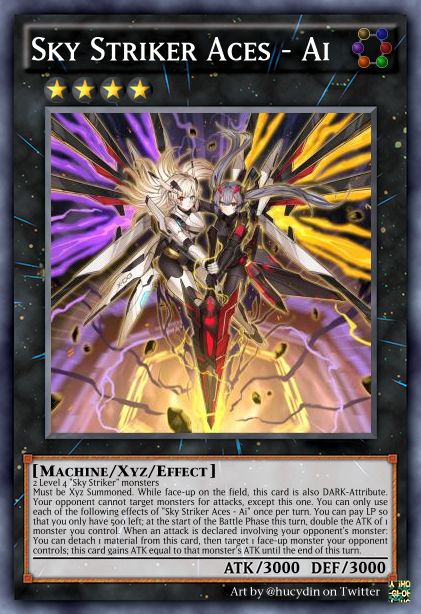 Sky Striker Aces - Ai
[Machine/Xyz/Effect]
2 Level 4 "Sky Striker" monsters
Must be Xyz Summoned. While face-up on the field, this card is also DARK-Attribute.
Your opponent cannot target monsters for attacks, except this one. You can only use
each of the following effects of "Sky Striker Aces - Ai" once per turn. You can pay LP so
that you only have 500 left; at the start of the Battle Phase this turn, double the ATK of 1
monster you control. When an attack is declared involving your opponent's monster:
You can detach 1 material from this card, then target 1 face-up monster your opponent
controls; this card gains ATK equal to that monster's ATK until the end of this turn.
ATK/3000 DEF/3000
Art by @hucydin on Twitter